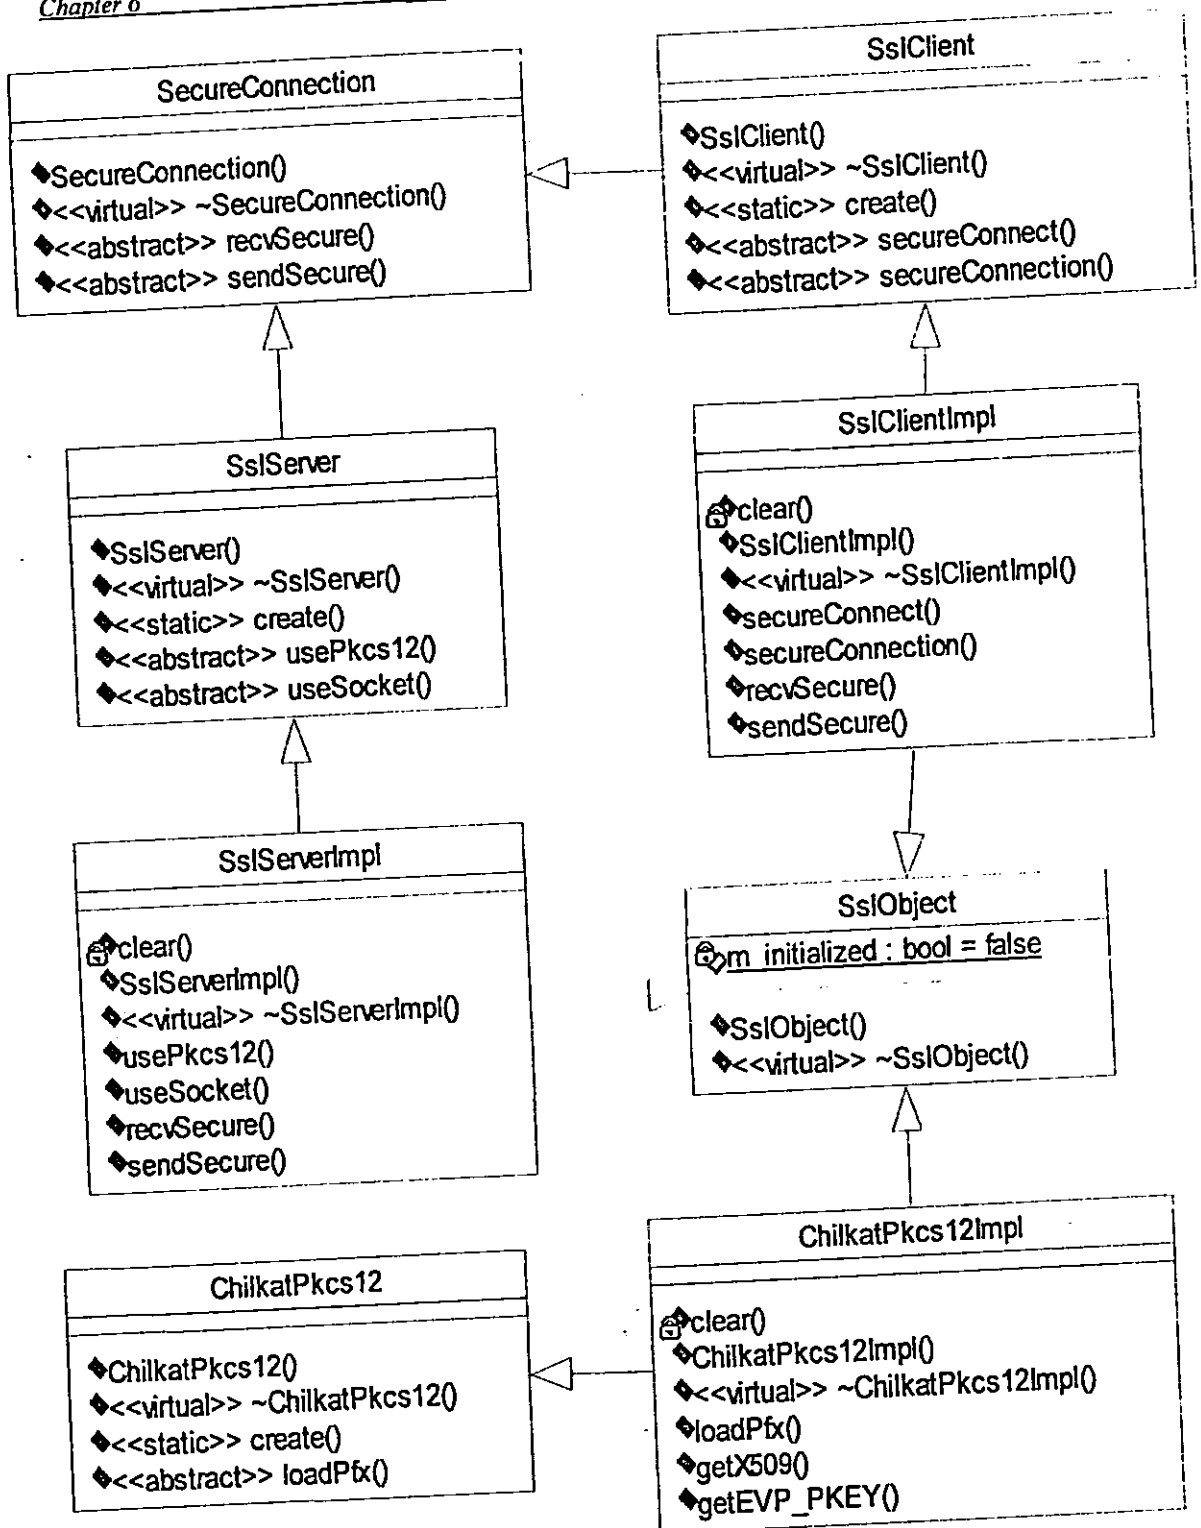 Chapter 6
SecureConnection
SecureConnection()
<<virtual>> ~SecureConnection()
<<abstract>> recvSecure()
<<abstract>> sendSecure()
SslClient
SslClient()
<<virtual>> ~SslClient()
<<static>> create()
<<abstract>> secureConnect()
<<abstract>> secureConnection()
SslServer
SslServer()
<<virtual>> ~SslServer()
<<static>> create()
<<abstract>> usePkcs12()
<<abstract>> useSocket()
SslClientImpl
clear()
SslClientImpl()
<<virtual>> ~SslClientImpl()
secureConnect()
secureConnection()
recvSecure()
sendSecure()
SslServerImpl
clear()
SslServerImpl()
<<virtual>> ~SslServerImpl()
usePkcs12()
useSocket()
recvSecure()
sendSecure()
SslObject
m_initialized : bool = false
SslObject()
<<virtual>> ~SslObject()
ChilkatPkcs12
ChilkatPkcs12()
<<virtual>> ~ChilkatPkcs12()
<<static>> create()
<<abstract>> loadPfx()
ChilkatPkcs12Impl
clear()
ChilkatPkcs12Impl()
<<virtual>> ~ChilkatPkcs12Impl()
loadPfx()
getX509()
getEVP_PKEY()